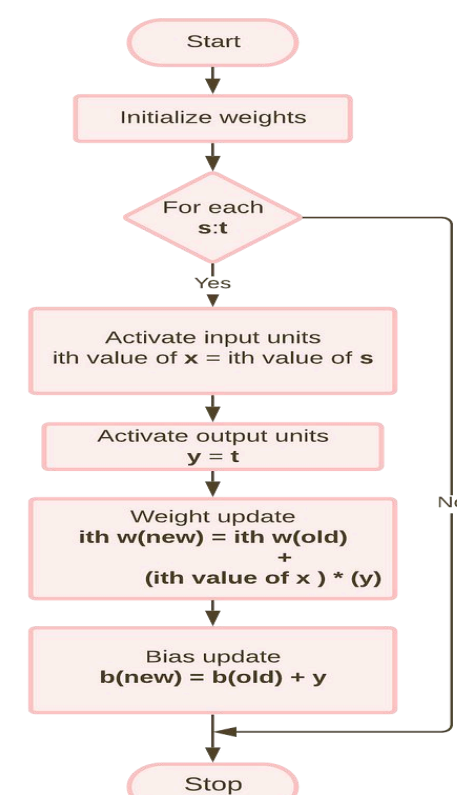 Start
Initialize weights
For each
s:t
Yes
Activate input units
ith value of x = ith value of s
Activate output units
y = t
Weight update
ith w(new) = ith w(old)
+
(ith value of x ) * (y)
Bias update
b(new) = b(old) + y
Stop